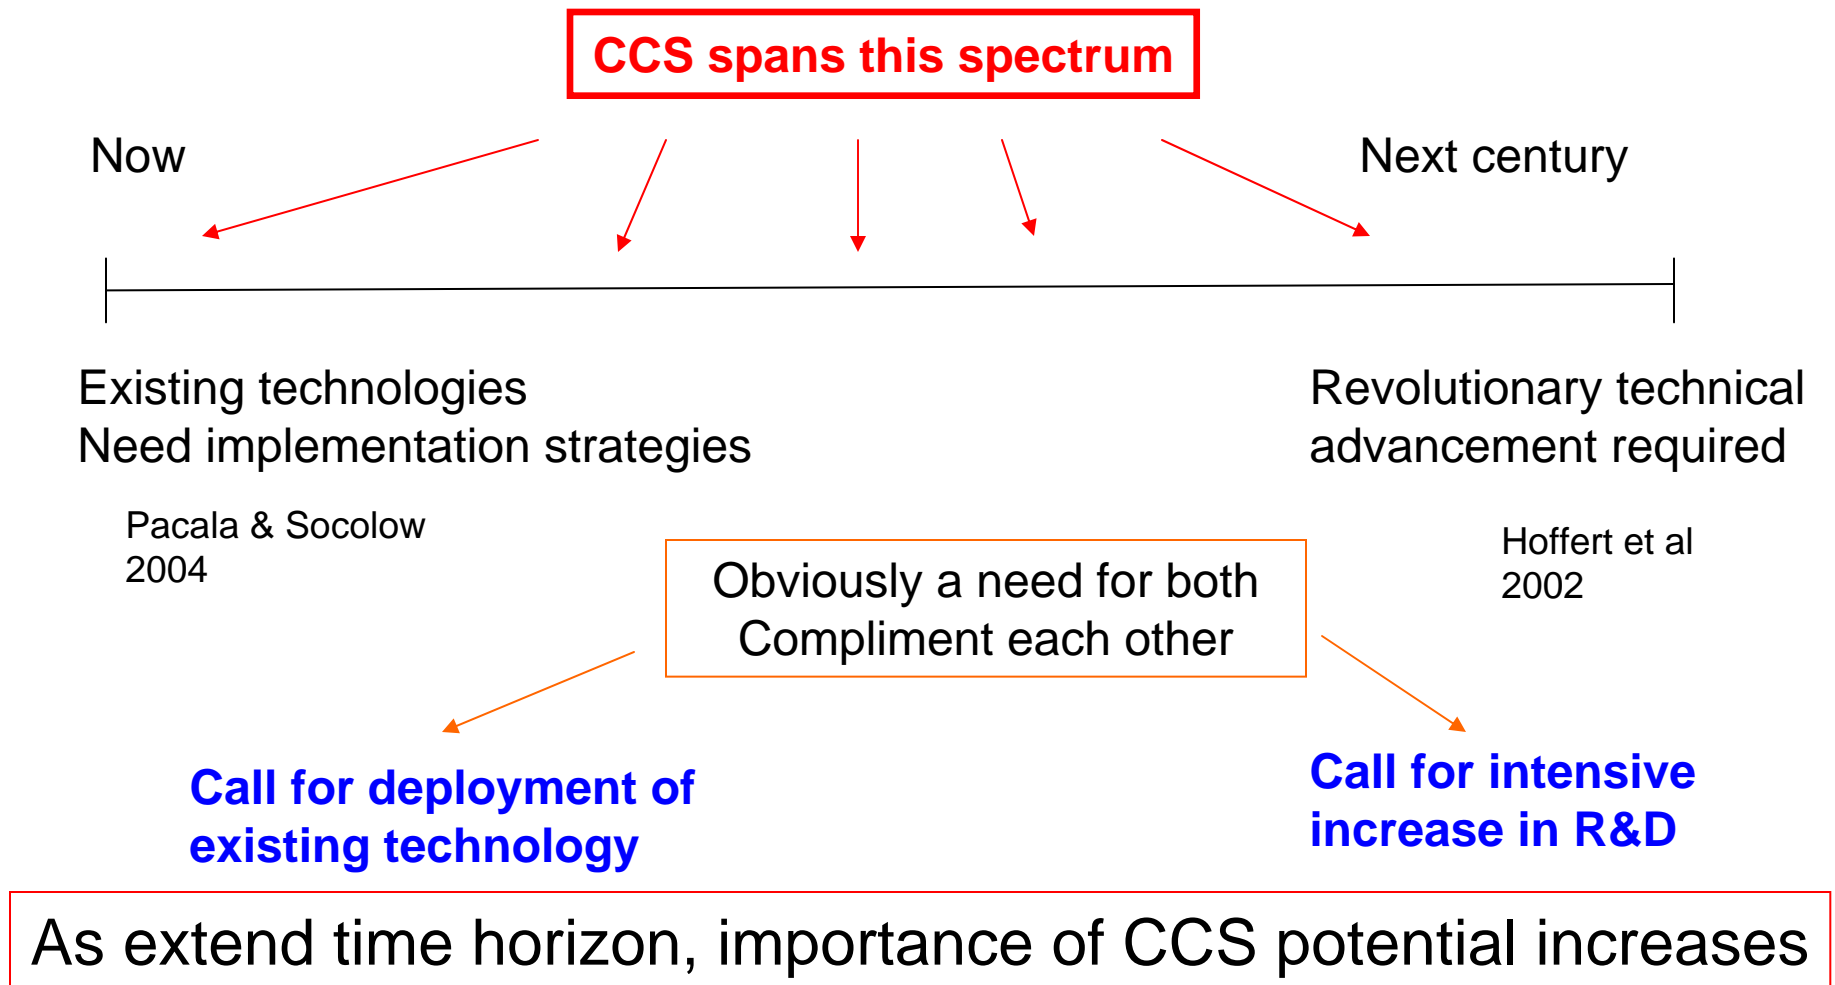 CCS spans this spectrum
Now
Next century
Existing technologies
Need implementation strategies
Revolutionary technical
advancement required
Pacala & Socolow
2004
Hoffert et al
2002
Obviously a need for both
Compliment each other
Call for deployment of
existing technology
Call for intensive
increase in R&D
As extend time horizon, importance of CCS potential increases